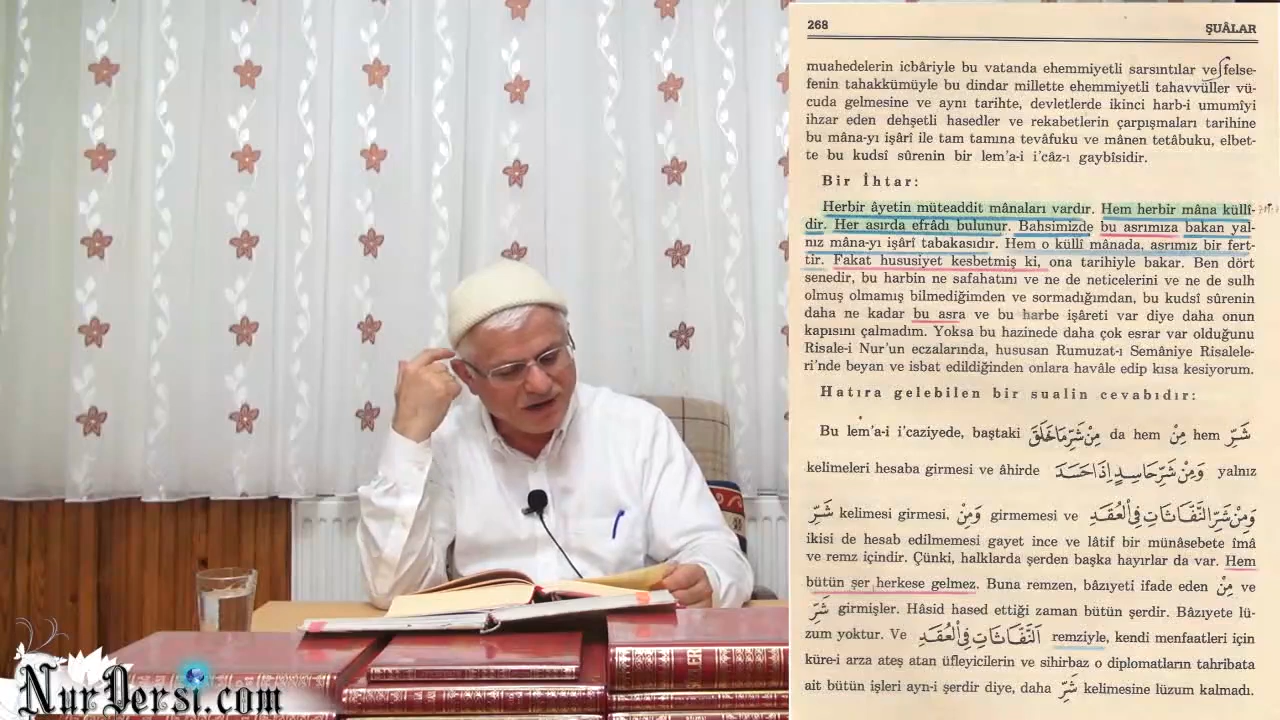 268 ŞUÂLAR
muahedelerin icbâriyle bu vatanda ehemmiyetli sarsıntılar ve felse-
fenin tahakkümüyle bu dindar millette ehemmiyetli tahavvüller vü-
cuda gelmesine ve aynı tarihte, devletlerde ikinci harb-i umumîyi
ihzar eden dehşetli hasedler ve rekabetlerin çarpışmaları tarihine
bu mâna-yı işârî ile tam tamına tevâfuku ve mânen tetâbuku, elbet-
te bu kudsî sûrenin bir lem'a-i i'câz-ı gaybîsidir.
Bir İhtar:
Herbir âyetin müteaddit mânaları vardır. Hem herbir mâna küllî-
dir. Her asırda efrâdı bulunur. Bahsimizde bu asrımıza bakan yal-
nız mâna-yı işârî tabakasıdır. Hem o küllî mânada, asrımız bir fert-
tir. Fakat hususiyet kesbetmiş ki, ona tarihiyle bakar. Ben dört
senedir, bu harbin ne safahatını ve ne de neticelerini ve ne de sulh
olmuş olmamış bilmediğimden ve sormadığımdan, bu kudsî sûrenin
daha ne kadar bu asra ve bu harbe işâreti var diye daha onun
kapısını çalmadım. Yoksa bu hazinede daha çok esrar var olduğunu
Risale-i Nur'un eczalarında, hususan Rumuzat-ı Semâniye Risalele-
ri'nde beyan ve isbat edildiğinden onlara havâle edip kısa kesiyorum.
Hatıra gelebilen bir sualin cevabıdır:
Bu lem'a-i i'caziyede, baştaki مِنْ شَرِّ مَا خَلَقَ da hem مِنْ hem شَرِّ
kelimeleri hesaba girmesi ve âhirde وَمِنْ شَرِّ حَاسِدٍ اِذَا حَسَدَ yalnız
شَرِّ kelimesi girmesi, وَمِنْ girmemesi ve وَمِنْ شَرِّ النَّفَّاثَاتِ فِى الْعُقَدِ
ikisi de hesab edilmemesi gayet ince ve lâtif bir münâsebete îmâ
ve remz içindir. Çünki, halklarda şerden başka hayırlar da var. Hem
bütün şer herkese gelmez. Buna remzen, bâzıyeti ifade eden مِنْ ve
شَرِّ girmişler. Hâsid hased ettiği zaman bütün şerdir. Bâzıyete lü-
zum yoktur. Ve اَلنَّفَّاثَاتِ فِى الْعُقَدِ remziyle, kendi menfaatleri için
küre-i arza ateş atan üfleyicilerin ve sihirbaz o diplomatların tahribata
ait bütün işleri ayn-i şerdir diye, daha شَرِّ kelimesine lüzum kalmadı.
NurDersi.com